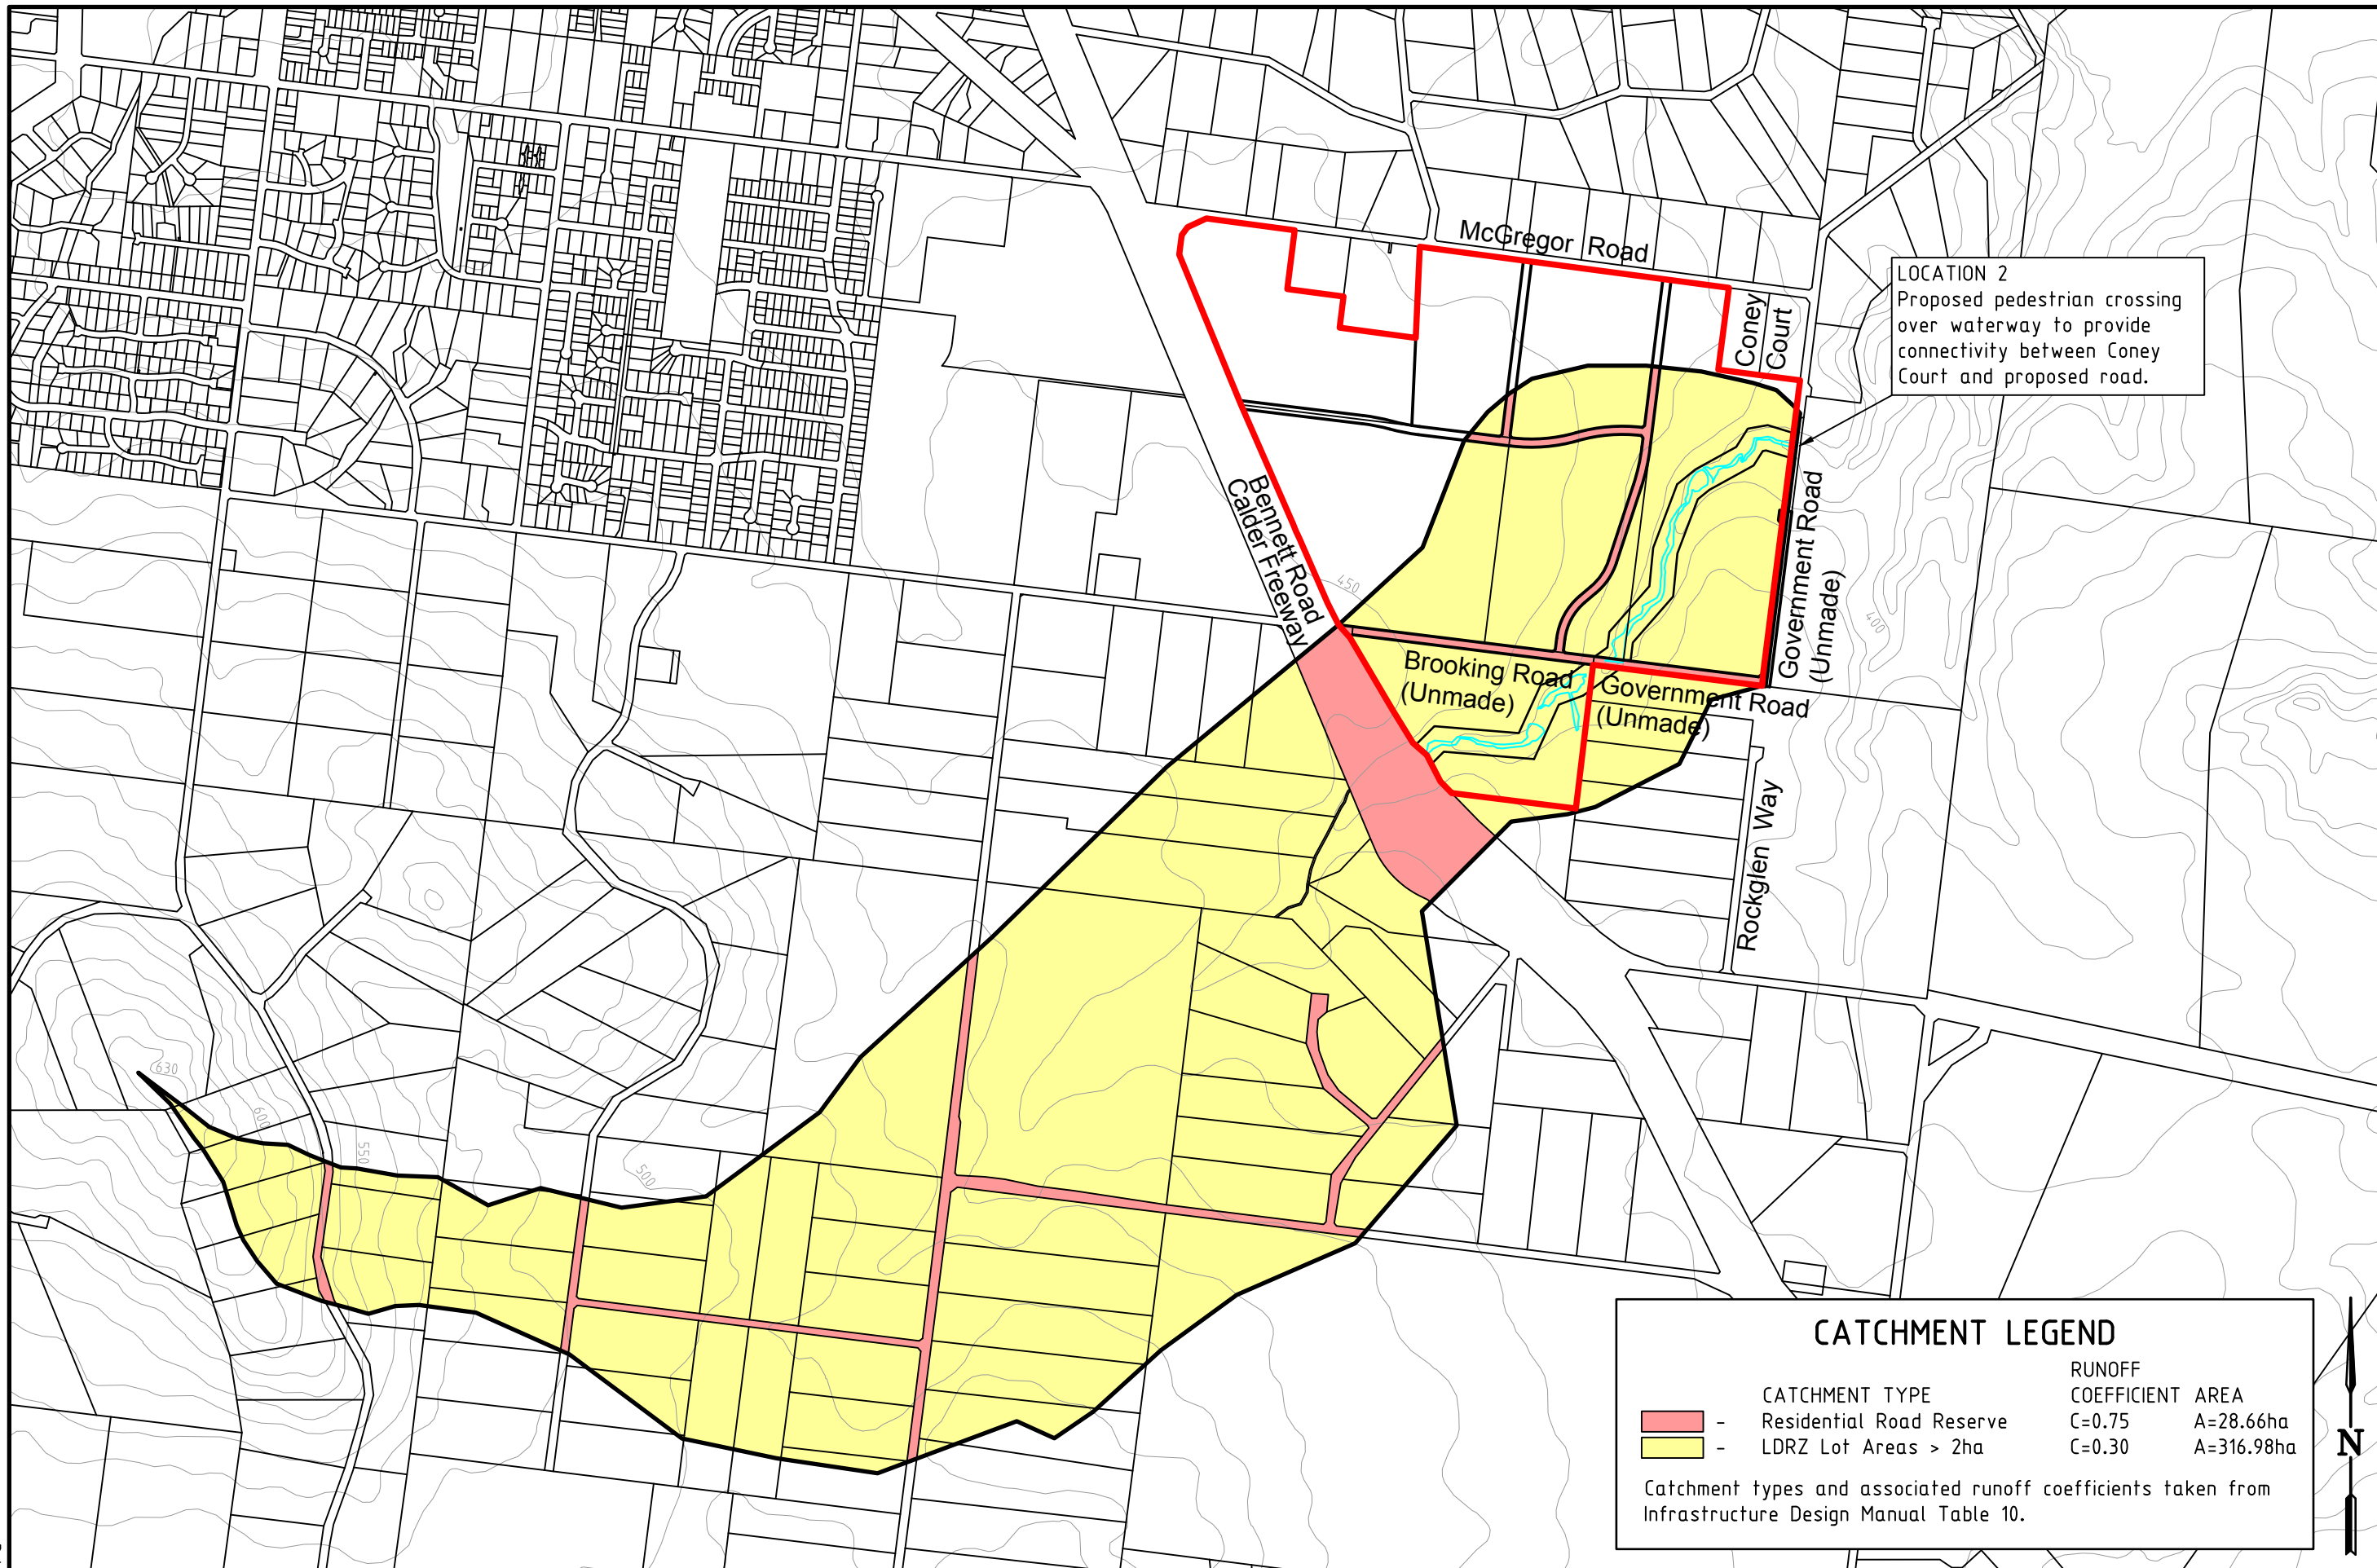 McGregor Road
Coney
Court
LOCATION 2
Proposed pedestrian crossing
over waterway to provide
connectivity between Coney
Court and proposed road.
Bennett Road
Calder Freeway
450
400
Government Road
(Unmade)
Brooking Road
(Unmade)
Government Road
(Unmade)
Rockglen Way
630
600
550
500
CATCHMENT LEGEND
RUNOFF
CATCHMENT TYPE COEFFICIENT AREA
- Residential Road Reserve C=0.75 A=28.66ha
- LDRZ Lot Areas > 2ha C=0.30 A=316.98ha
Catchment types and associated runoff coefficients taken from
Infrastructure Design Manual Table 10.
N